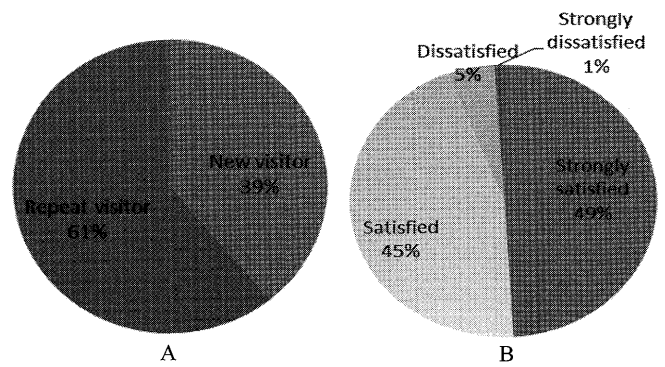 New visitor
39%
Repeat visitor
61%
A
Strongly
dissatisfied
1%
Dissatisfied
5%
Strongly
satisfied
49%
Satisfied
45%
B